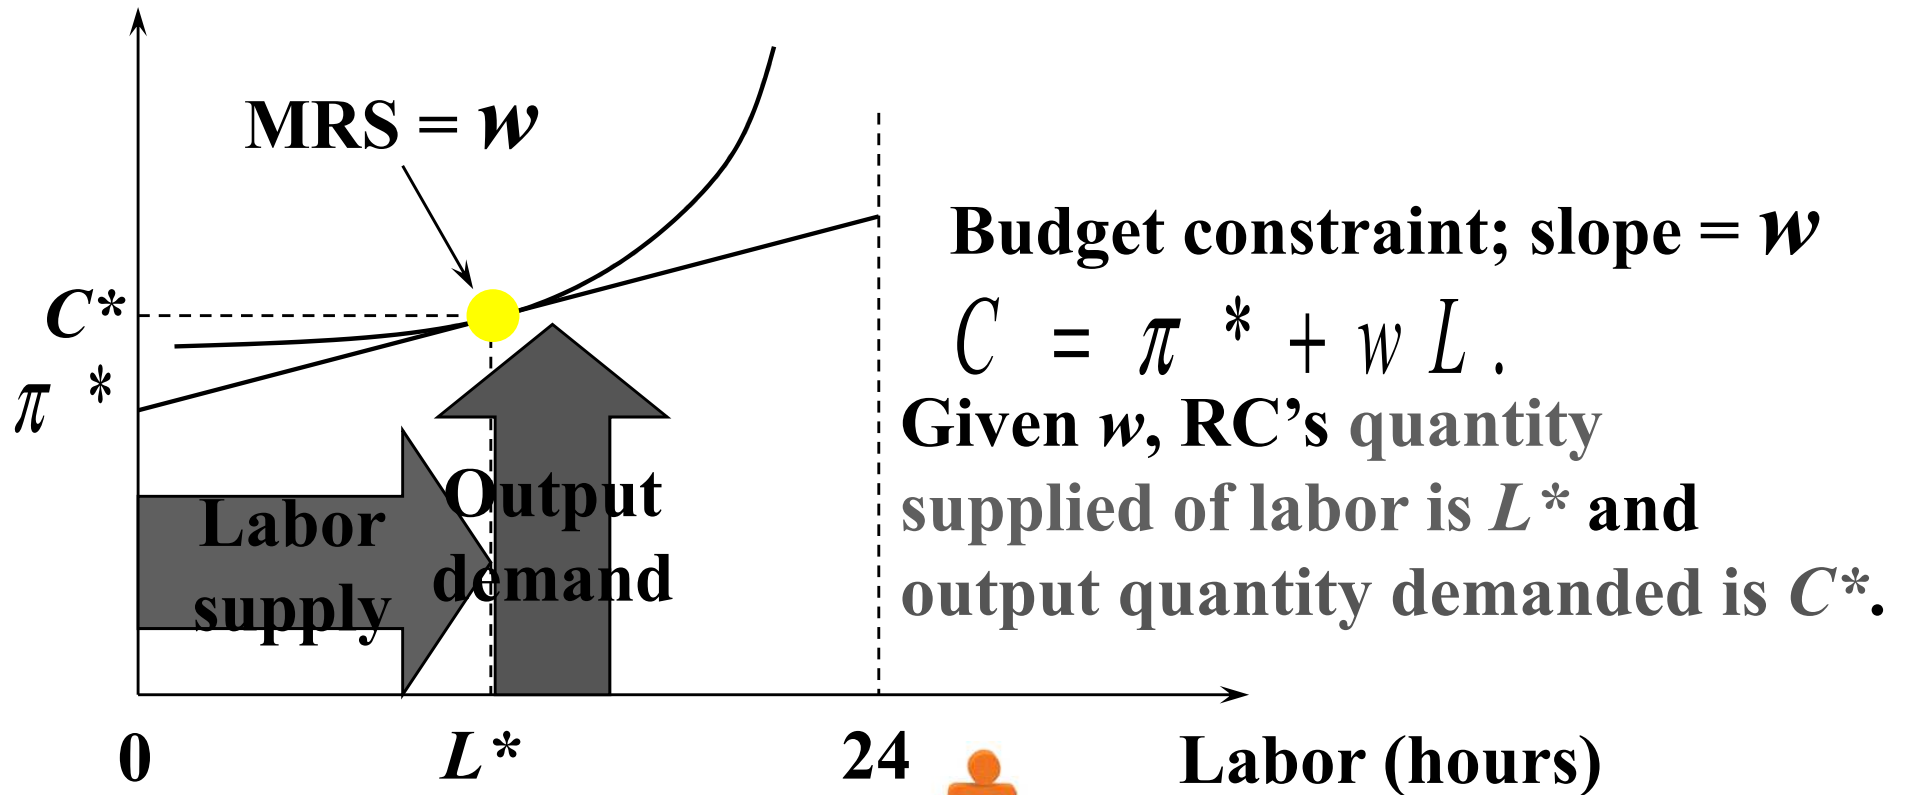 MRS = w
Budget constraint; slope = w
C*
C = π* + w L .
π*
Given w, RC’s quantity
supplied of labor is L* and
output quantity demanded is C*.
Labor
supply
Output
demand
0
L*
24
Labor (hours)